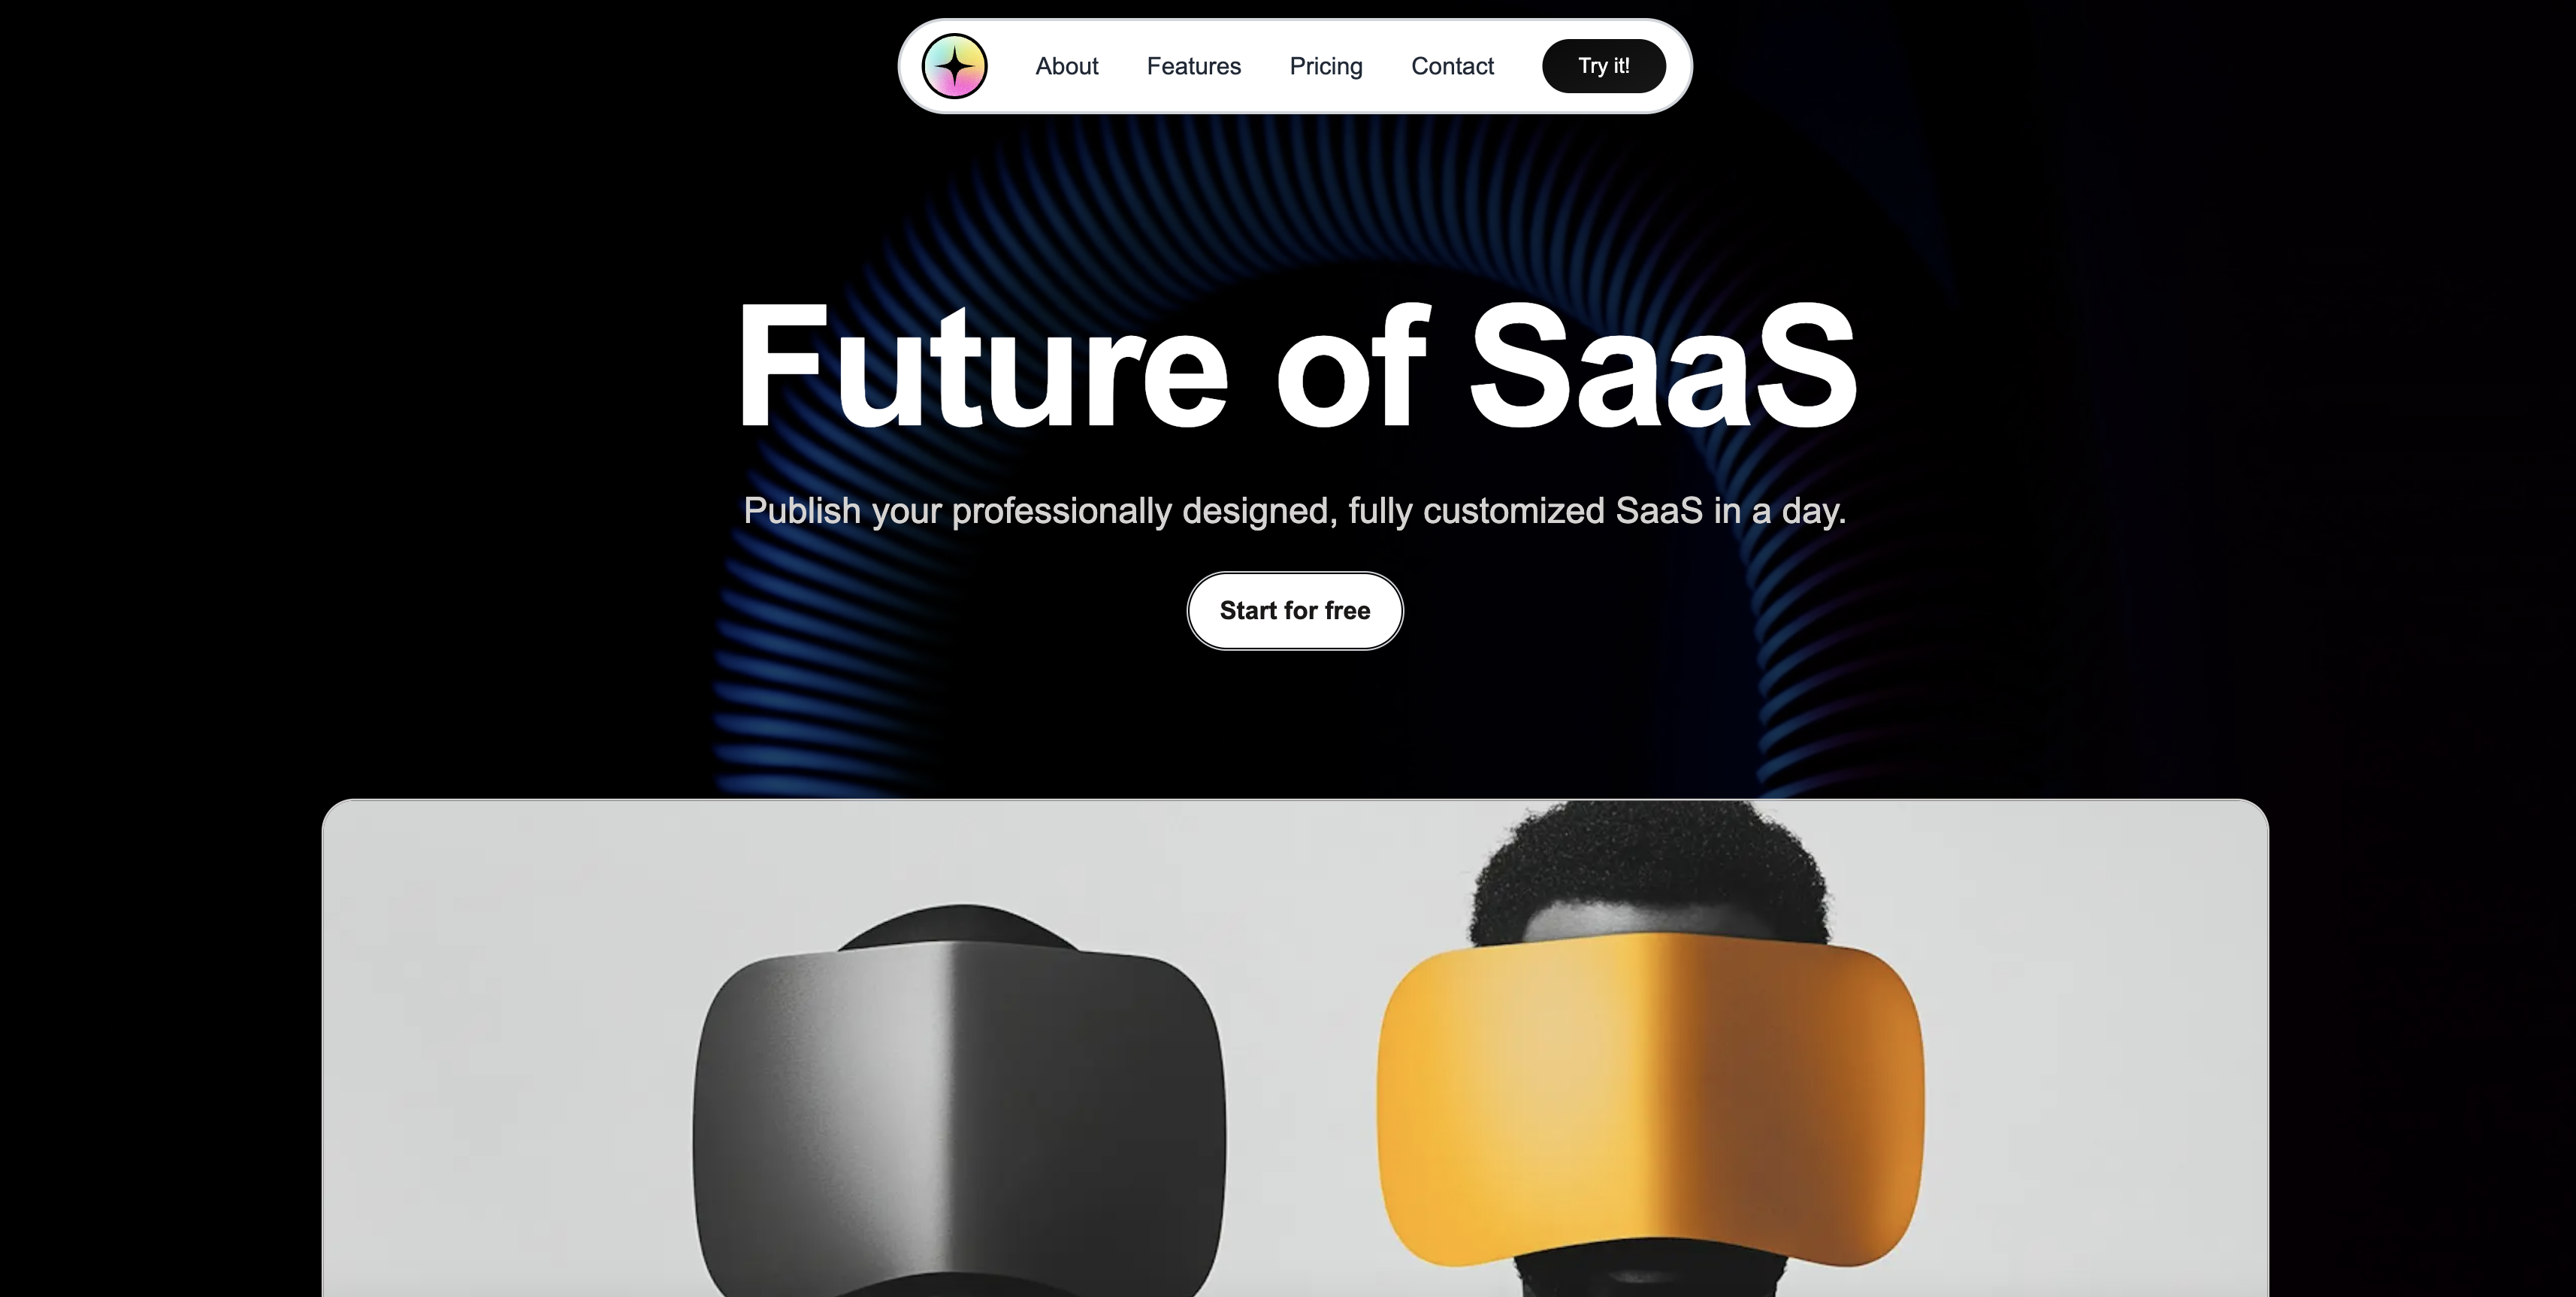 About Features Pricing Contact Try it!
Future of SaaS
Publish your professionally designed, fully customized SaaS in a day.
Start for free